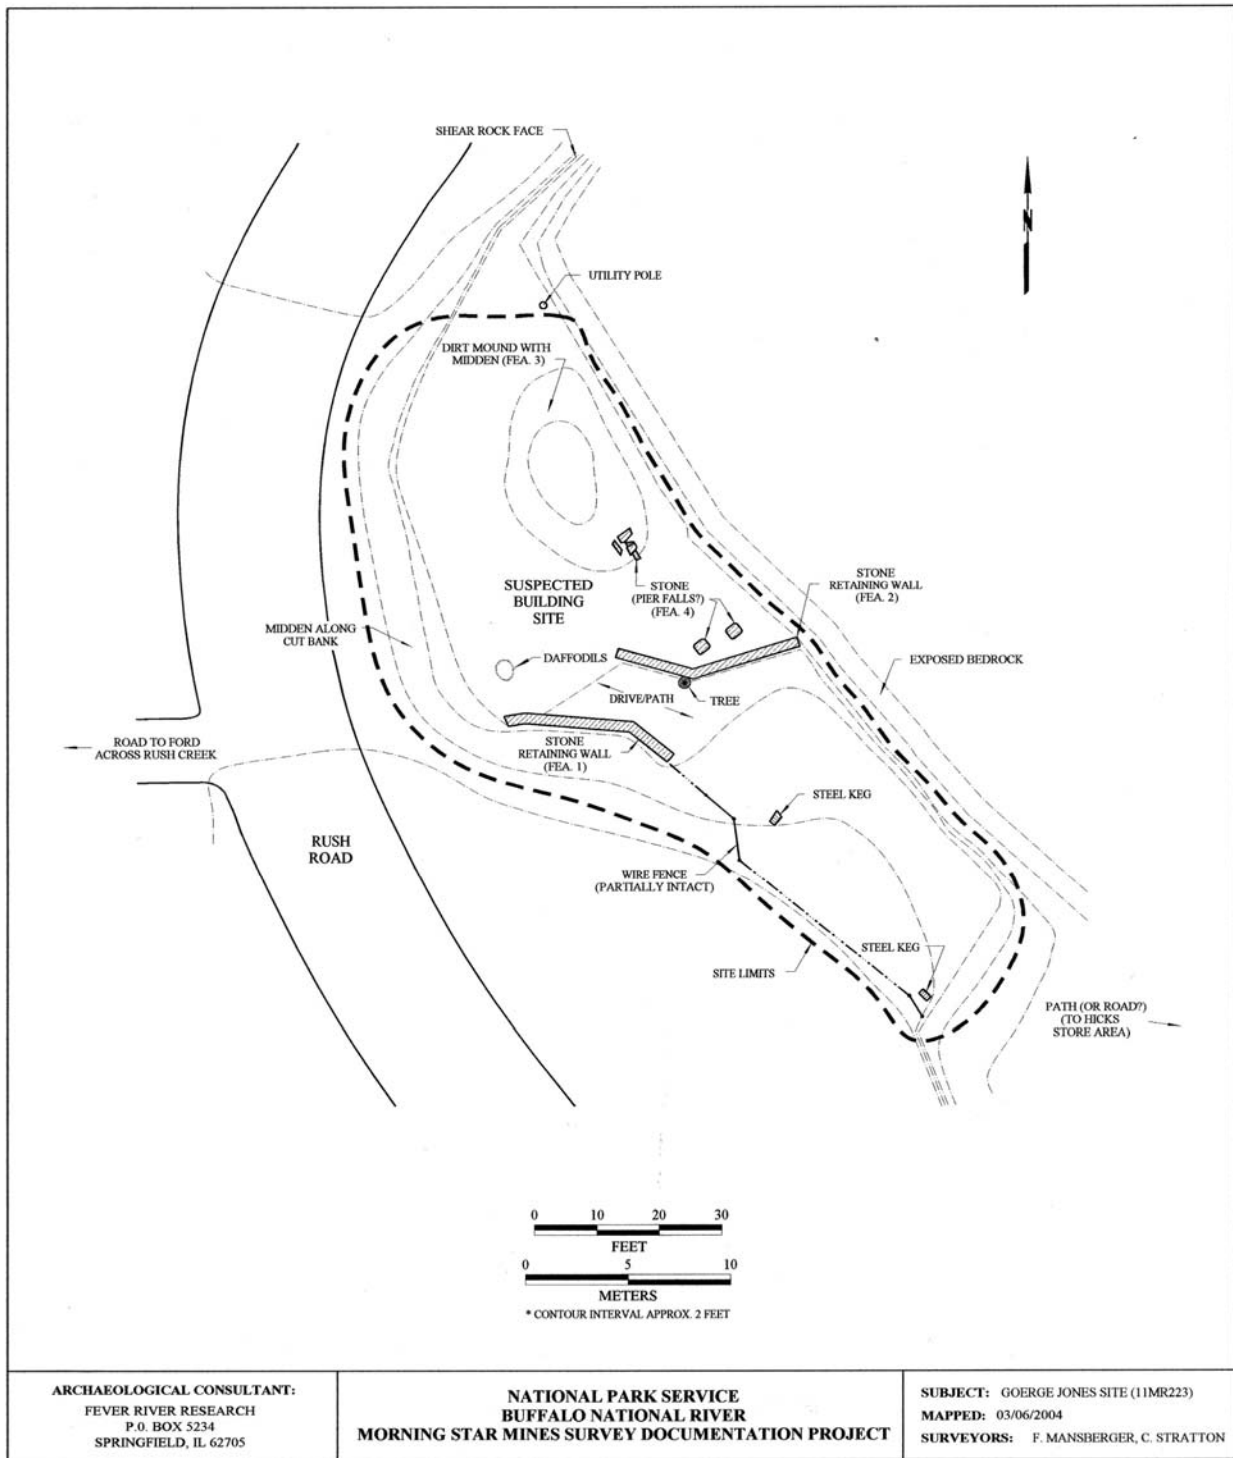 SHEAR ROCK FACE
N
UTILITY POLE
DIRT MOUND WITH
MIDDEN (FEA. 3)
STONE
RETAINING WALL
(FEA. 2)
STONE
(PIER FALLS?)
(FEA. 4)
SUSPECTED
BUILDING
SITE
MIDDEN ALONG
CUT BANK
DAFFODILS
EXPOSED BEDROCK
DRIVE/PATH
TREE
ROAD TO FORD
ACROSS RUSH CREEK
STONE
RETAINING WALL
(FEA. 1)
STEEL KEG
RUSH
ROAD
WIRE FENCE
(PARTIALLY INTACT)
STEEL KEG
SITE LIMITS
PATH (OR ROAD?)
(TO HICKS
STORE AREA)
0 10 20 30
FEET
0 5 10
METERS
* CONTOUR INTERVAL APPROX. 2 FEET
ARCHAEOLOGICAL CONSULTANT:
FEVER RIVER RESEARCH
P.O. BOX 5234
SPRINGFIELD, IL 62705
NATIONAL PARK SERVICE
BUFFALO NATIONAL RIVER
MORNING STAR MINES SURVEY DOCUMENTATION PROJECT
SUBJECT: GOERGE JONES SITE (11MR223)
MAPPED: 03/06/2004
SURVEYORS: F. MANSBERGER, C. STRATTON